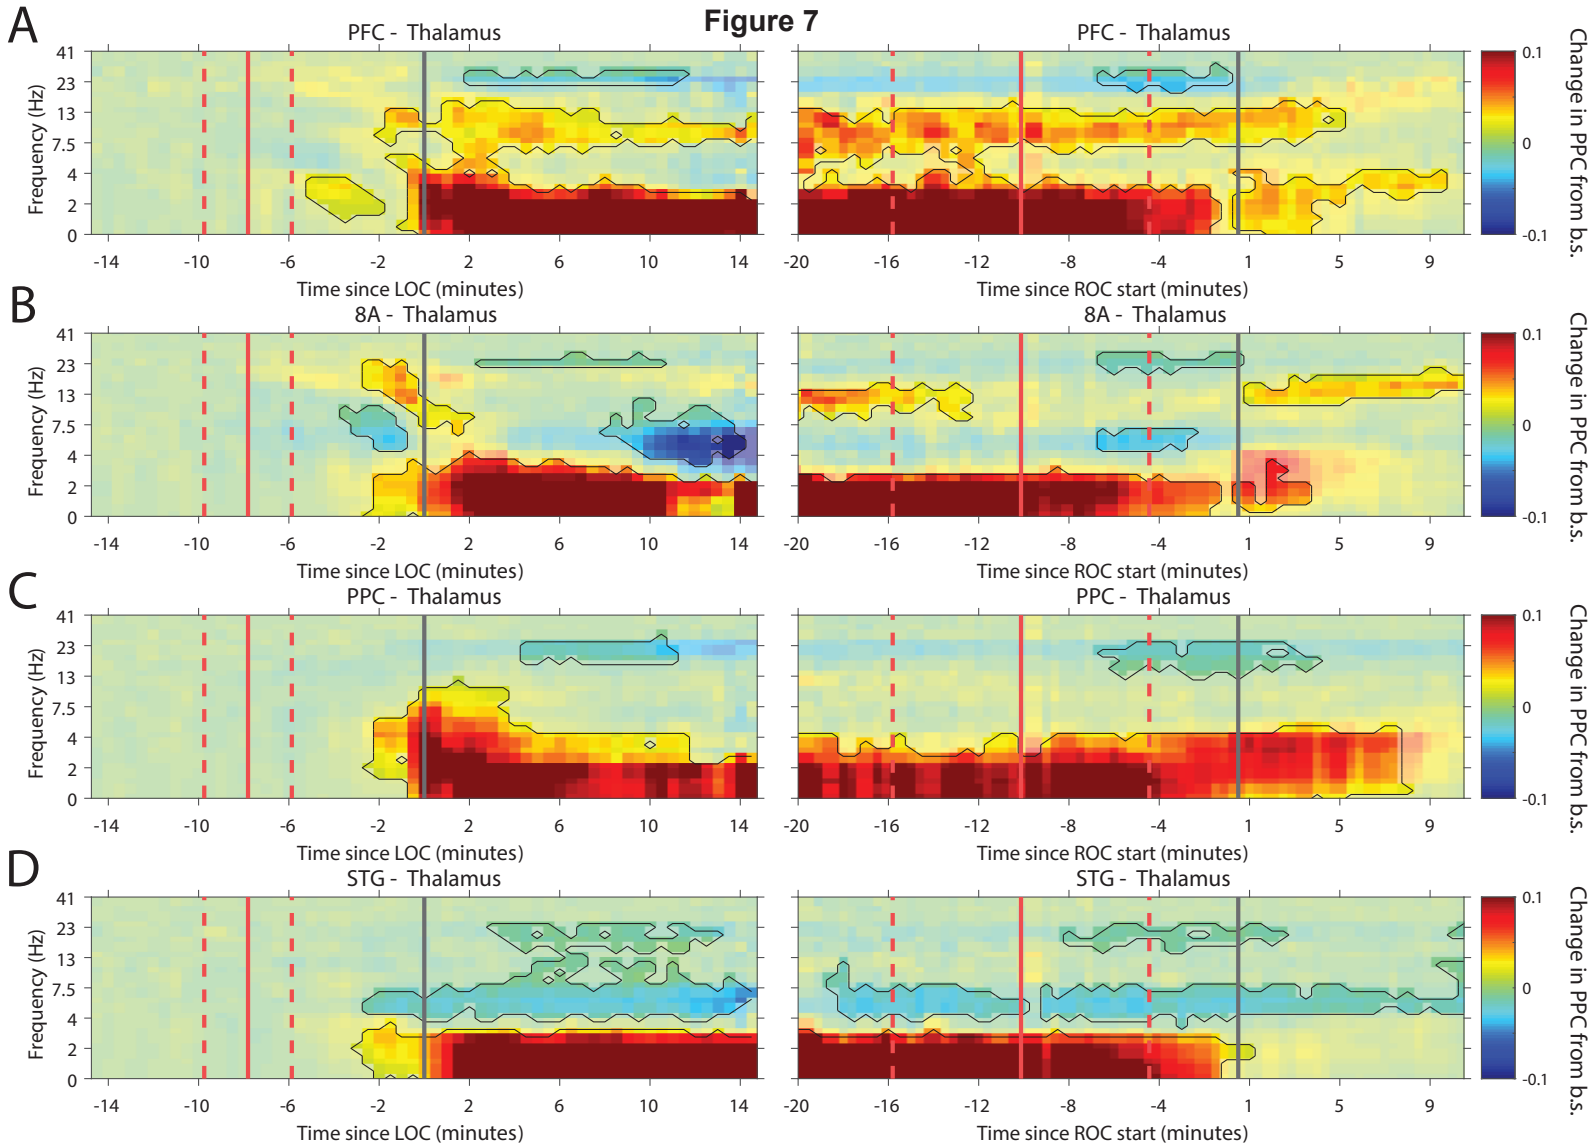 Figure 7
A
PFC - Thalamus
PFC - Thalamus
Frequency (Hz)
41
23
13
7.5
4
2
0
-14 -10 -6 -2 2 6 10 14
Time since LOC (minutes)
-20 -16 -12 -8 -4 1 5 9
Time since ROC start (minutes)
0.1
0
-0.1
Change in PPC from b.s.
B
8A - Thalamus
8A - Thalamus
Frequency (Hz)
41
23
13
7.5
4
2
0
-14 -10 -6 -2 2 6 10 14
Time since LOC (minutes)
-20 -16 -12 -8 -4 1 5 9
Time since ROC start (minutes)
0.1
0
-0.1
Change in PPC from b.s.
C
PPC - Thalamus
PPC - Thalamus
Frequency (Hz)
41
23
13
7.5
4
2
0
-14 -10 -6 -2 2 6 10 14
Time since LOC (minutes)
-20 -16 -12 -8 -4 1 5 9
Time since ROC start (minutes)
0.1
0
-0.1
Change in PPC from b.s.
D
STG - Thalamus
STG - Thalamus
Frequency (Hz)
41
23
13
7.5
4
2
0
-14 -10 -6 -2 2 6 10 14
Time since LOC (minutes)
-20 -16 -12 -8 -4 1 5 9
Time since ROC start (minutes)
0.1
0
-0.1
Change in PPC from b.s.